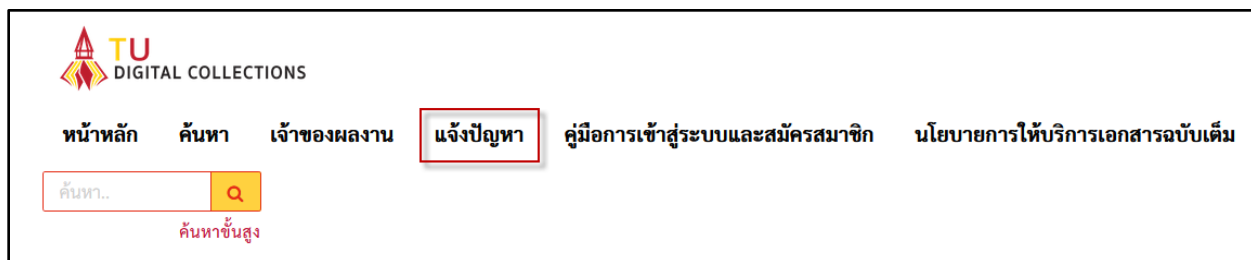 TU
DIGITAL COLLECTIONS
หน้าหลัก ค้นหา เจ้าของผลงาน แจ้งปัญหา คู่มือการเข้าสู่ระบบและสมัครสมาชิก นโยบายการให้บริการเอกสารฉบับเต็ม
ค้นหา..
ค้นหาขั้นสูง